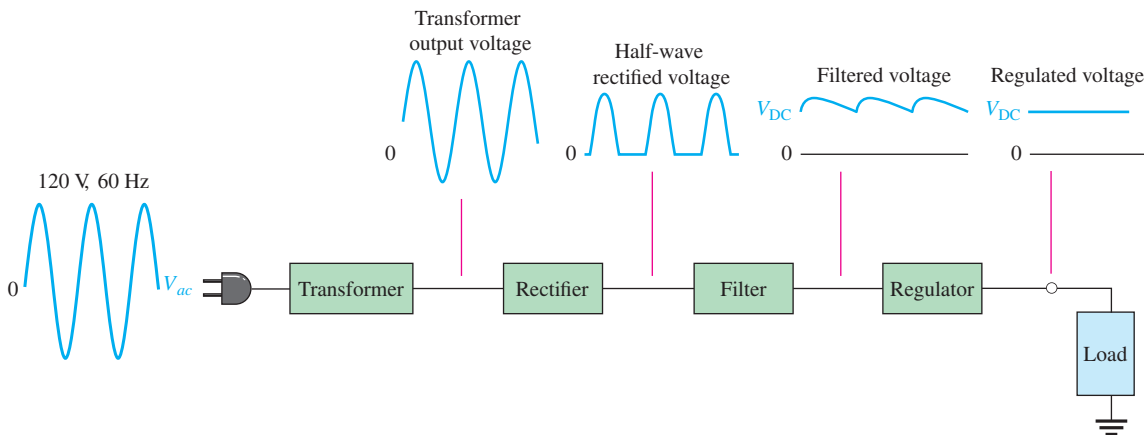 Transformer
output voltage
Half-wave
rectified voltage
Filtered voltage
Regulated voltage
V_DC
V_DC
0
0
0
0
120 V, 60 Hz
0
V_ac
Transformer
Rectifier
Filter
Regulator
Load